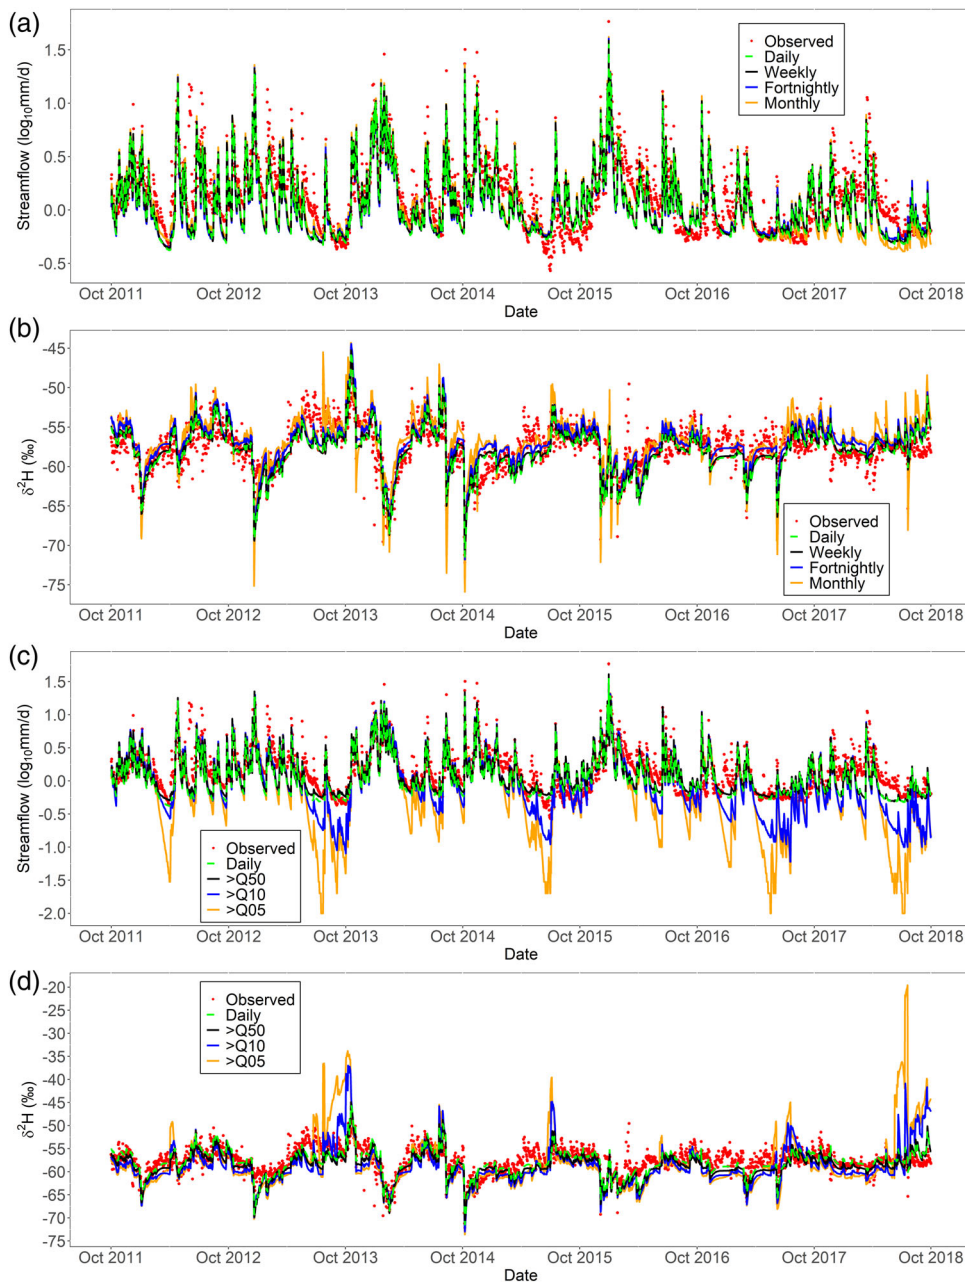 (a)
Streamflow (log10mm/d)
1.5
1.0
0.5
0.0
-0.5
Observed
Daily
Weekly
Fortnightly
Monthly
Oct 2011 Oct 2012 Oct 2013 Oct 2014 Oct 2015 Oct 2016 Oct 2017 Oct 2018
Date
(b)
δ²H (‰)
-45
-50
-55
-60
-65
-70
-75
Observed
Daily
Weekly
Fortnightly
Monthly
Oct 2011 Oct 2012 Oct 2013 Oct 2014 Oct 2015 Oct 2016 Oct 2017 Oct 2018
Date
(c)
Streamflow (log10mm/d)
1.5
1.0
0.5
0.0
-0.5
-1.0
-1.5
-2.0
Observed
Daily
>Q50
>Q10
>Q05
Oct 2011 Oct 2012 Oct 2013 Oct 2014 Oct 2015 Oct 2016 Oct 2017 Oct 2018
Date
(d)
δ²H (‰)
-20
-25
-30
-35
-40
-45
-50
-55
-60
-65
-70
-75
Observed
Daily
>Q50
>Q10
>Q05
Oct 2011 Oct 2012 Oct 2013 Oct 2014 Oct 2015 Oct 2016 Oct 2017 Oct 2018
Date